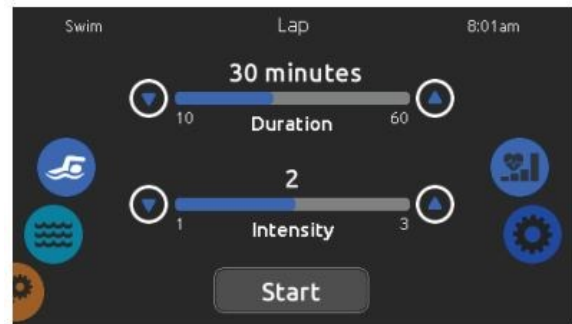 Swim Lap 8:01am
30 minutes
10 60
Duration
2
1 3
Intensity
Start